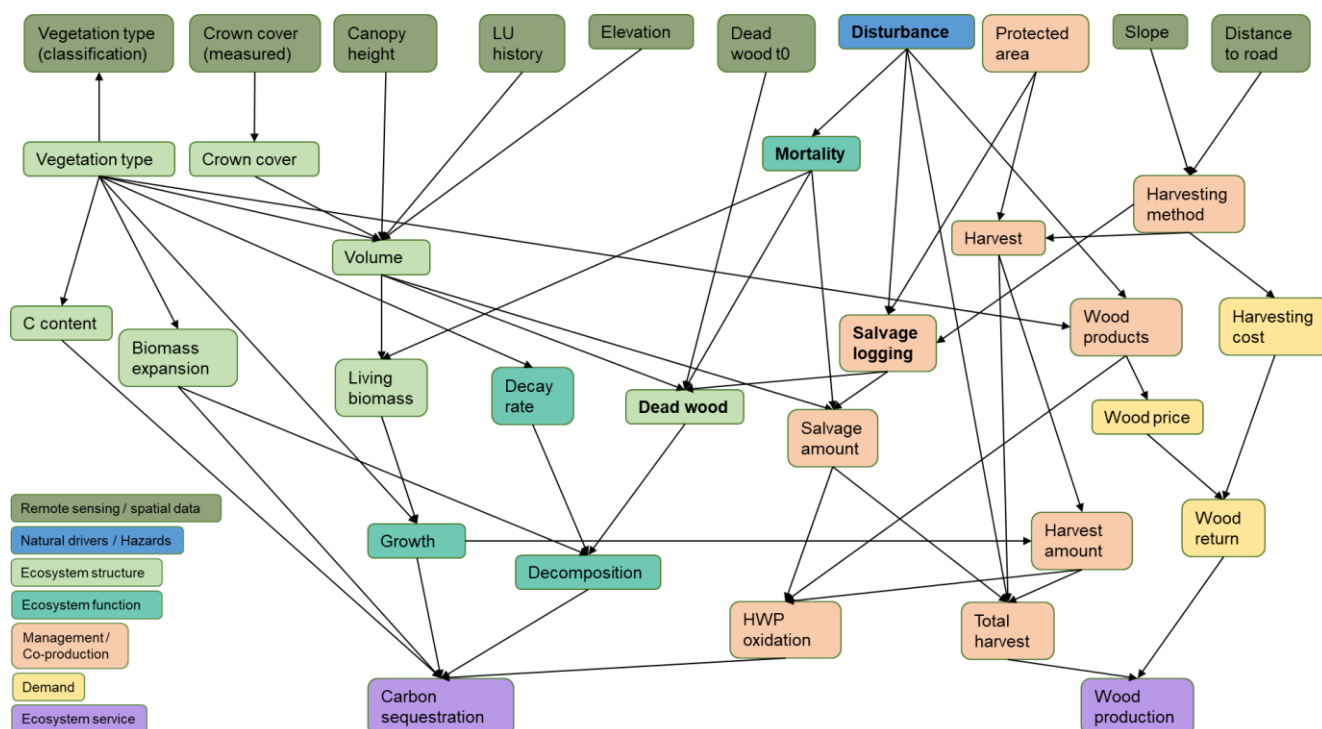 Vegetation type
(classification)
Crown cover
(measured)
Canopy
height
LU
history
Elevation
Dead
wood t0
Disturbance
Protected
area
Slope
Distance
to road
Vegetation type
Crown cover
Mortality
Harvesting
method
Harvest
Volume
C content
Biomass
expansion
Living
biomass
Decay
rate
Dead wood
Salvage
logging
Wood
products
Harvesting
cost
Salvage
amount
Wood price
Growth
Decomposition
Harvest
amount
Wood
return
HWP
oxidation
Total
harvest
Carbon
sequestration
Wood
production
Remote sensing / spatial data
Natural drivers / Hazards
Ecosystem structure
Ecosystem function
Management /
Co-production
Demand
Ecosystem service